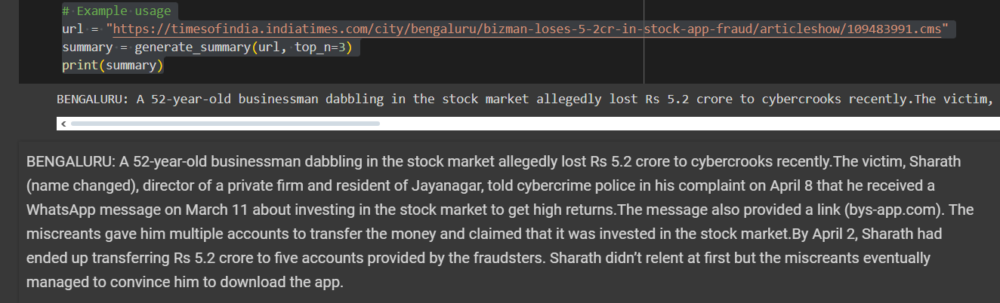 # Example usage
url = "https://timesofindia.indiatimes.com/city/bengaluru/bizman-loses-5-2cr-in-stock-app-fraud/articleshow/109483991.cms"
summary = generate_summary(url, top_n=3)
print(summary)
BENGALURU: A 52-year-old businessman dabbling in the stock market allegedly lost Rs 5.2 crore to cybercrooks recently.The victim,
BENGALURU: A 52-year-old businessman dabbling in the stock market allegedly lost Rs 5.2 crore to cybercrooks recently.The victim, Sharath
(name changed), director of a private firm and resident of Jayanagar, told cybercrime police in his complaint on April 8 that he received a
WhatsApp message on March 11 about investing in the stock market to get high returns.The message also provided a link (bys-app.com). The
miscreants gave him multiple accounts to transfer the money and claimed that it was invested in the stock market.By April 2, Sharath had
ended up transferring Rs 5.2 crore to five accounts provided by the fraudsters. Sharath didn’t relent at first but the miscreants eventually
managed to convince him to download the app.